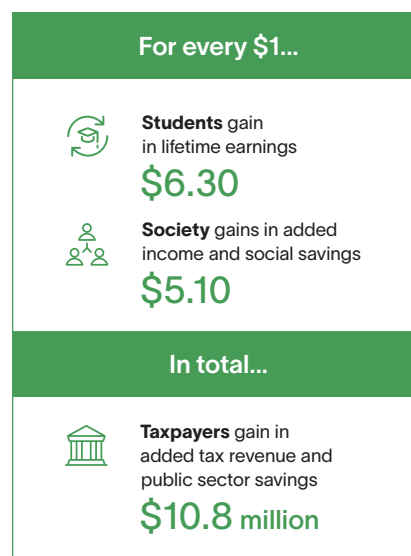 For every $1...
Students gain
in lifetime earnings
$6.30
Society gains in added
income and social savings
$5.10
In total...
Taxpayers gain in
added tax revenue and
public sector savings
$10.8 million